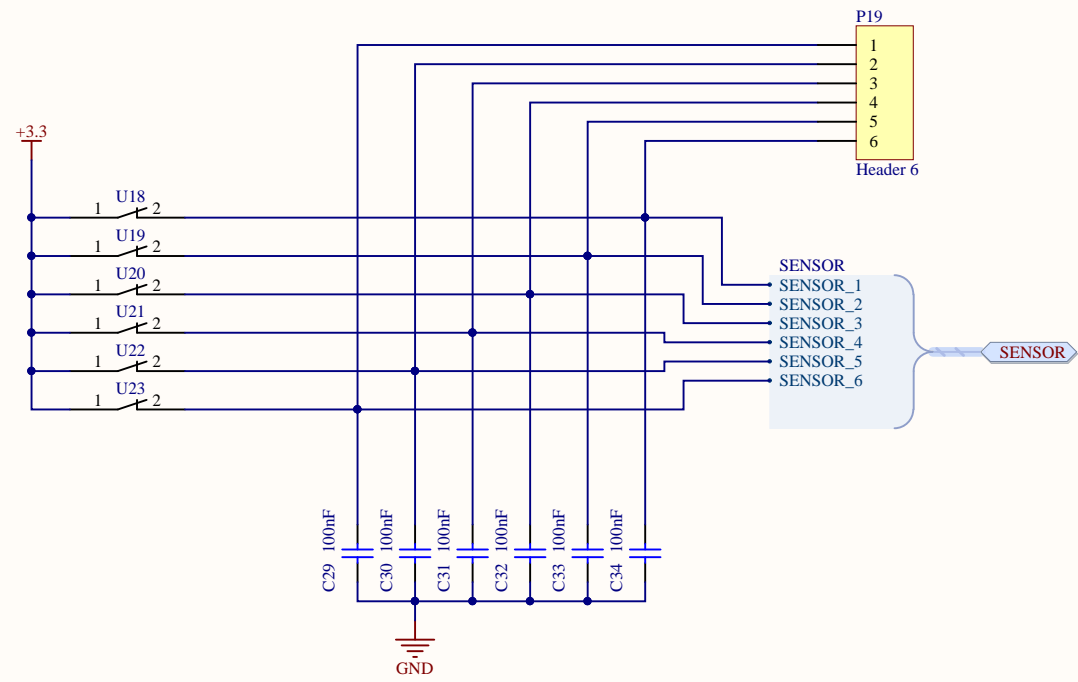 P19
1
2
3
4
5
6
Header 6
+3.3
U18
1 2
U19
1 2
U20
1 2
U21
1 2
U22
1 2
U23
1 2
SENSOR
SENSOR_1
SENSOR_2
SENSOR_3
SENSOR_4
SENSOR_5
SENSOR_6
SENSOR
C29 100nF
C30 100nF
C31 100nF
C32 100nF
C33 100nF
C34 100nF
GND